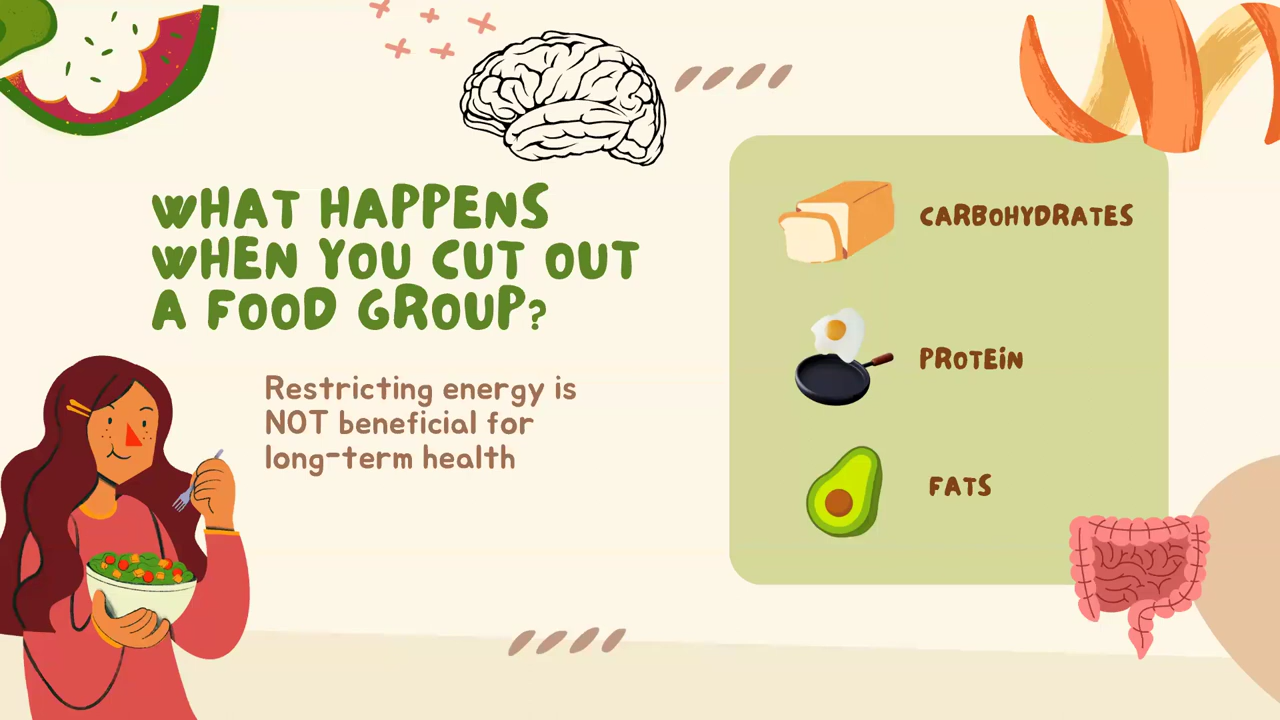 WHAT HAPPENS
WHEN YOU CUT OUT
A FOOD GROUP?
Restricting energy is
NOT beneficial for
long-term health
CARBOHYDRATES
PROTEIN
FATS